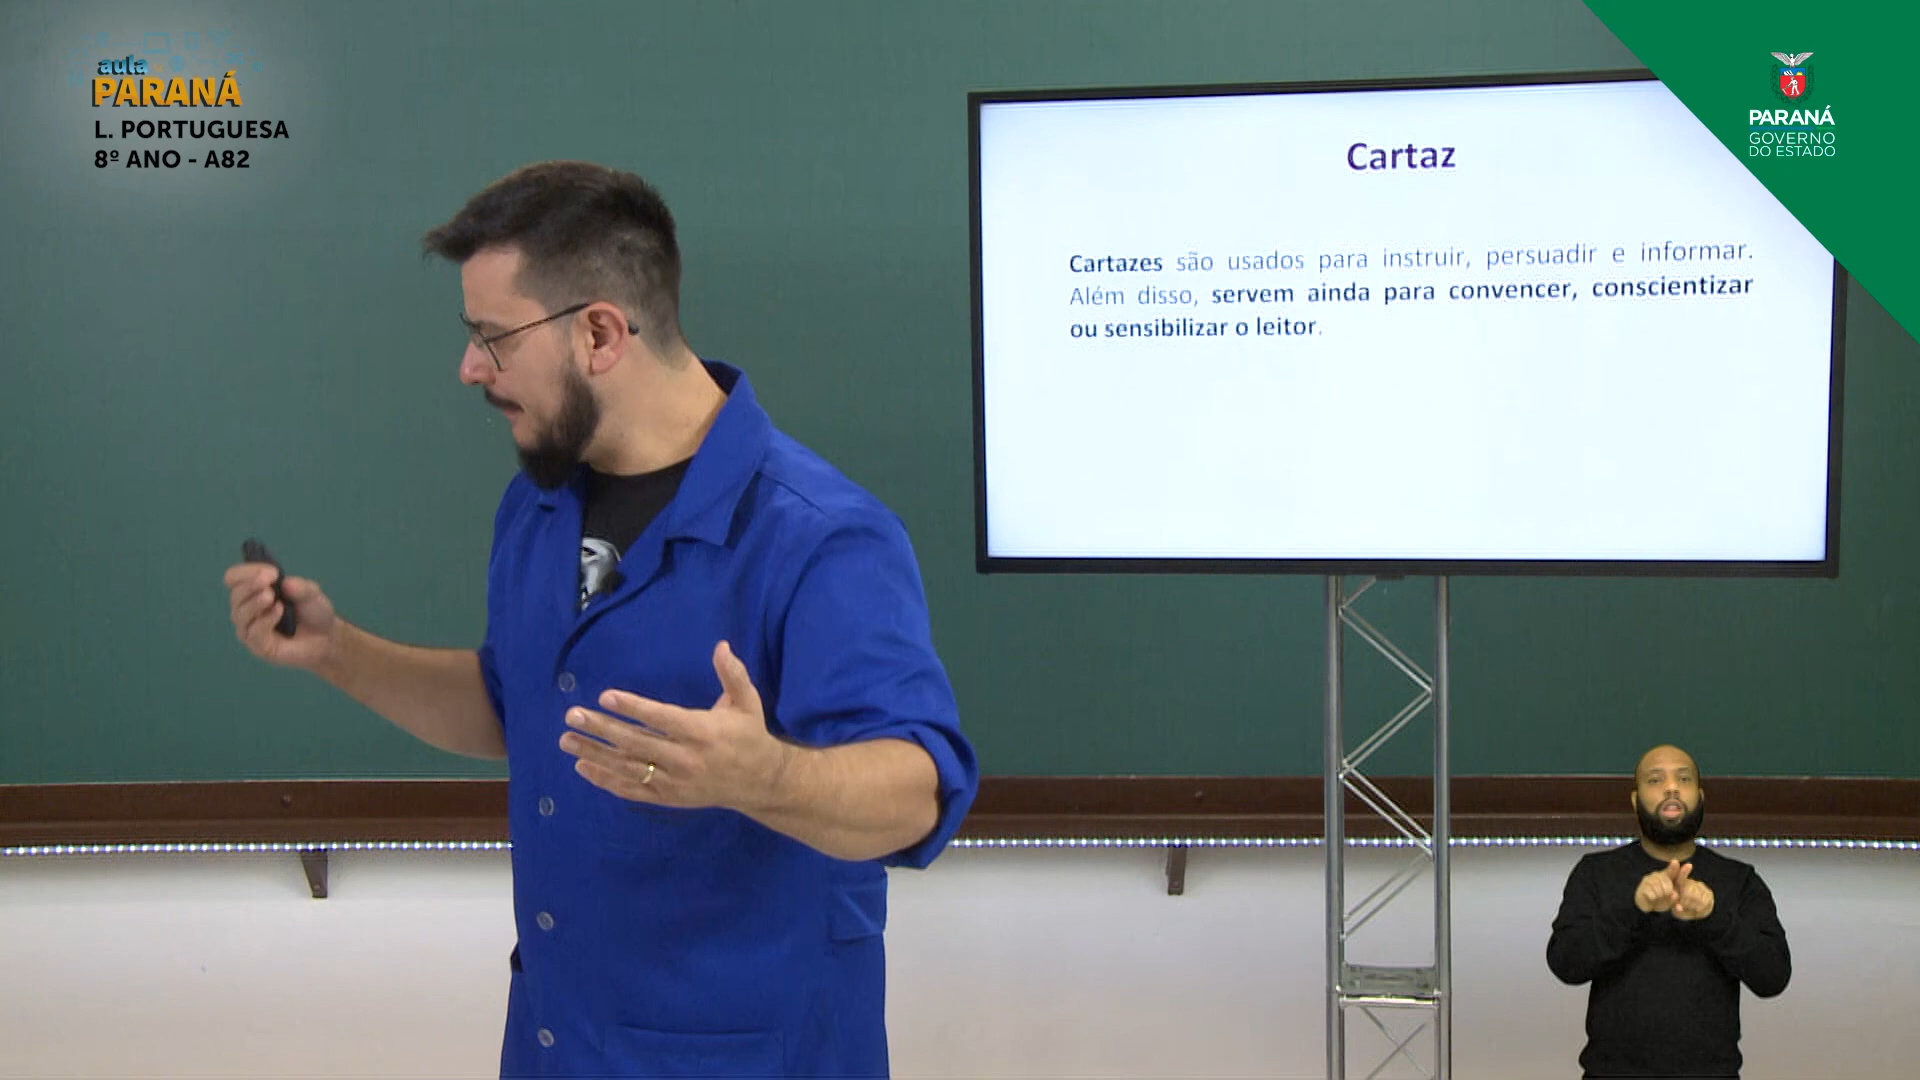 aula
PARANÁ
L. PORTUGUESA
8º ANO - A82
Cartaz
Cartazes são usados para instruir, persuadir e informar.
Além disso, servem ainda para convencer, conscientizar
ou sensibilizar o leitor.
PARANÁ
GOVERNO
DO ESTADO